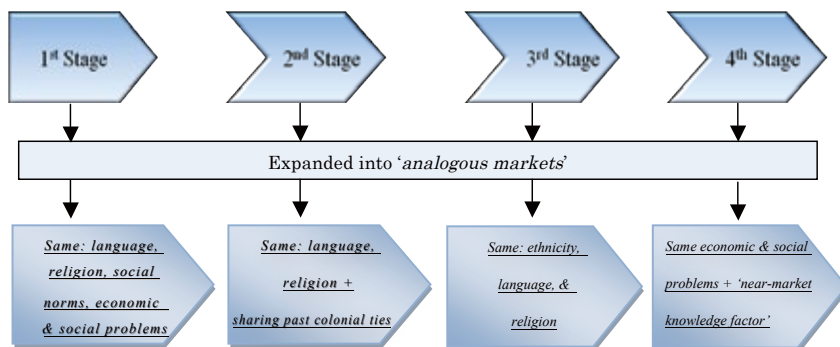 1st Stage
2nd Stage
3rd Stage
4th Stage
Expanded into ‘analogous markets’
Same: language,
religion, social
norms, economic
& social problems
Same: language,
religion +
sharing past colonial ties
Same: ethnicity,
language, &
religion
Same economic & social
problems + ‘near-market
knowledge factor’